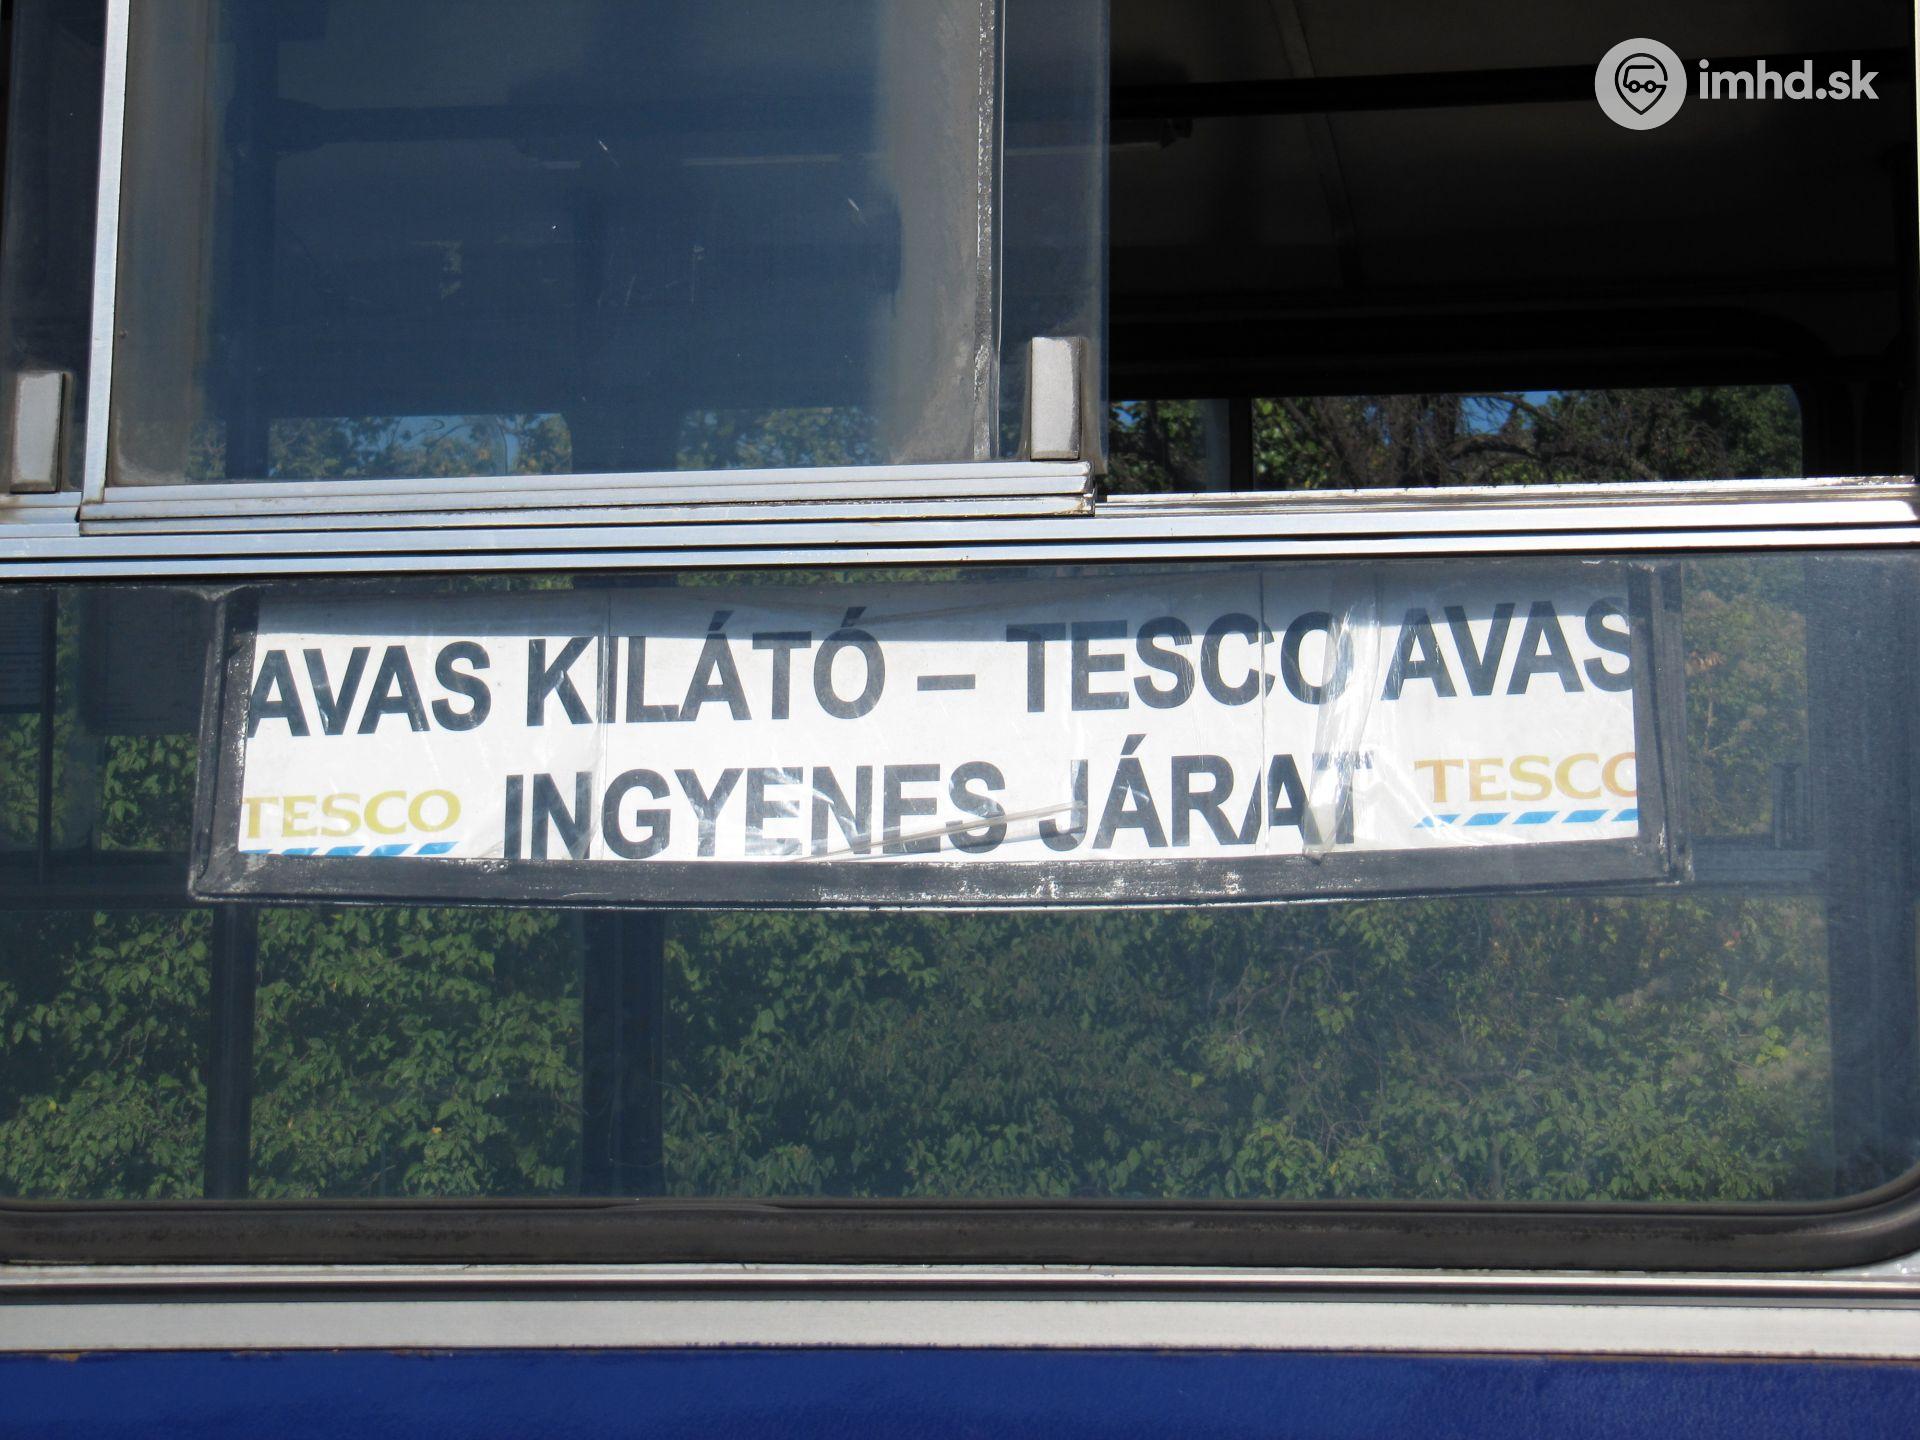 imhd.sk
AVAS KILÁTÓ – TESCO AVAS
TESCO INGYENES JÁRAT TESCO